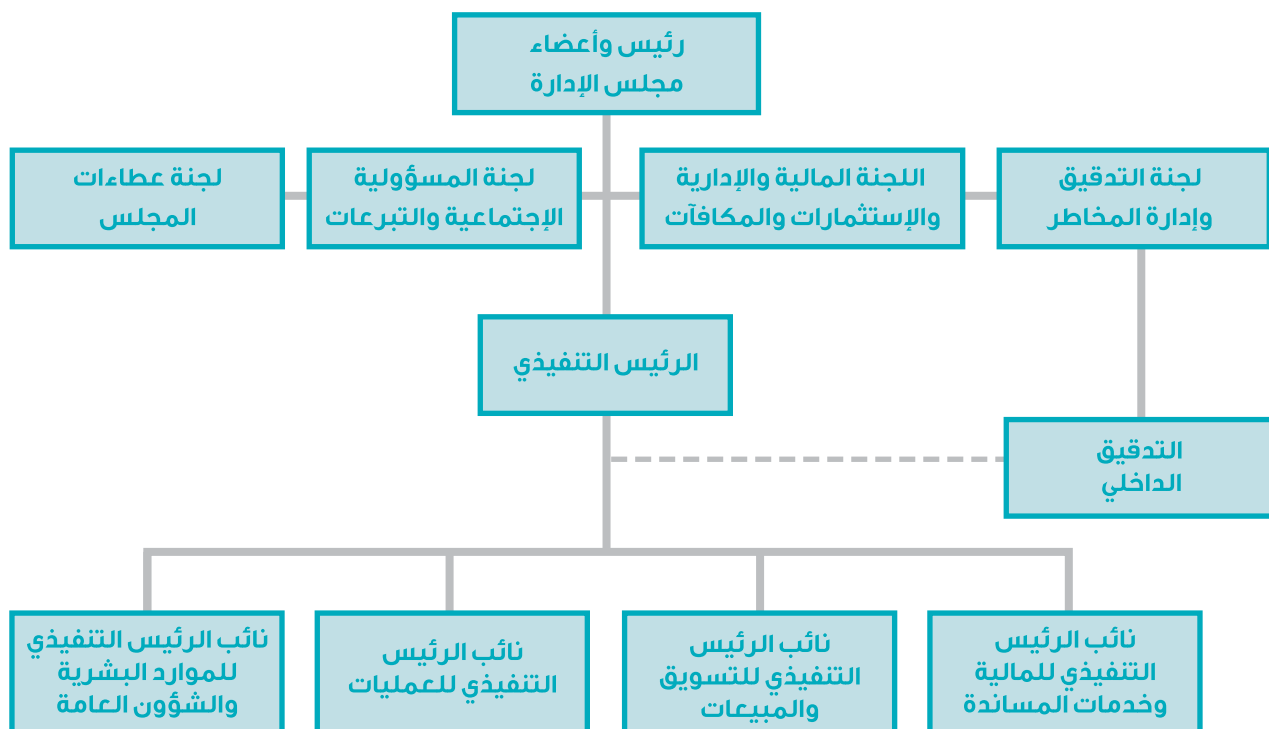 رئيس وأعضاء
مجلس الإدارة
لجنة التدقيق
وإدارة المخاطر
اللجنة المالية والإدارية
والإستثمارات والمكافآت
لجنة المسؤولية
الإجتماعية والتبرعات
لجنة عطاءات
المجلس
الرئيس التنفيذي
التدقيق
الداخلي
نائب الرئيس
التنفيذي للمالية
وخدمات المساندة
نائب الرئيس
التنفيذي للتسويق
والمبيعات
نائب الرئيس
التنفيذي للعمليات
نائب الرئيس التنفيذي
للموارد البشرية
والشؤون العامة